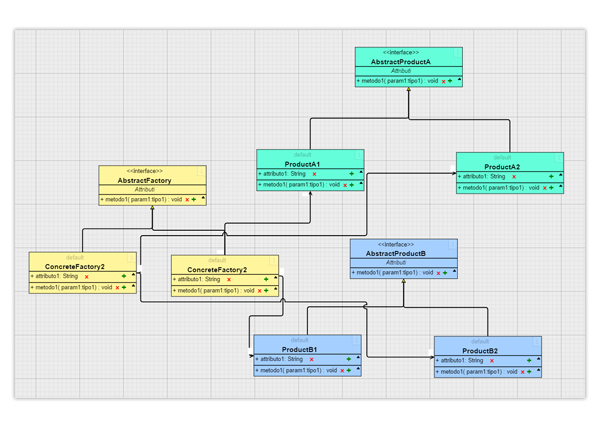 <<interface>>
AbstractProductA
Attributi
+ metodo1( param1:tipo1) : void
default
ProductA1
+ attributo1: String
+ metodo1( param1:tipo1) : void
default
ProductA2
+ attributo1: String
+ metodo1( param1:tipo1) : void
<<interface>>
AbstractFactory
Attributi
+ metodo1( param1:tipo1) : void
default
ConcreteFactory2
+ attributo1: String
+ metodo1( param1:tipo1) : void
default
ConcreteFactory2
+ attributo1: String
+ metodo1( param1:tipo1) : void
<<interface>>
AbstractProductB
Attributi
+ metodo1( param1:tipo1) : void
default
ProductB1
+ attributo1: String
+ metodo1( param1:tipo1) : void
default
ProductB2
+ attributo1: String
+ metodo1( param1:tipo1) : void